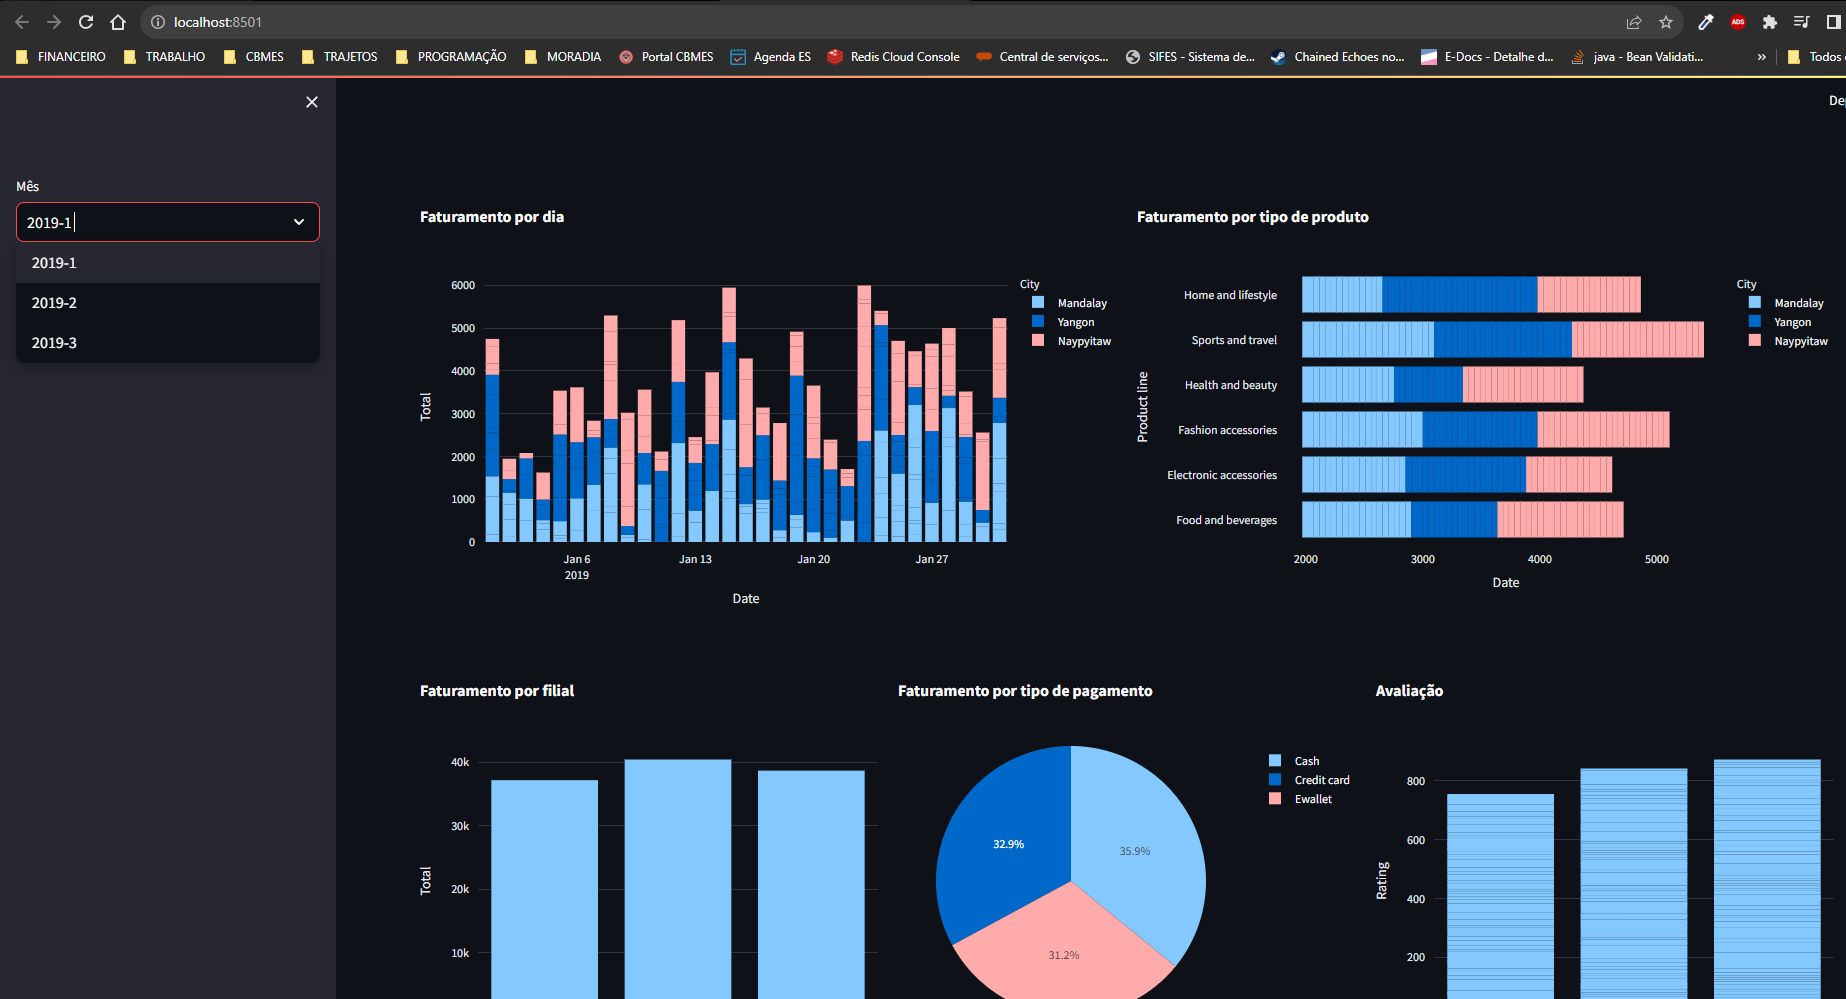 localhost:8501
ADS
FINANCEIRO TRABALHO CBMES TRAJETOS PROGRAMAÇÃO MORADIA Portal CBMES Agenda ES Redis Cloud Console Central de serviços... SIFES - Sistema de... Chained Echoes no... E-Docs - Detalhe d... java - Bean Validati... » Todos
Mês
2019-1
2019-1
2019-2
2019-3
Faturamento por dia
City
Mandalay
Yangon
Naypyitaw
Total
6000
5000
4000
3000
2000
1000
0
Jan 6 Jan 13 Jan 20 Jan 27
2019
Date
Faturamento por tipo de produto
City
Mandalay
Yangon
Naypyitaw
Product line
Home and lifestyle
Sports and travel
Health and beauty
Fashion accessories
Electronic accessories
Food and beverages
2000 3000 4000 5000
Date
Faturamento por filial
Total
40k
30k
20k
10k
Faturamento por tipo de pagamento
Cash
Credit card
Ewallet
32.9%
35.9%
31.2%
Avaliação
Rating
800
600
400
200